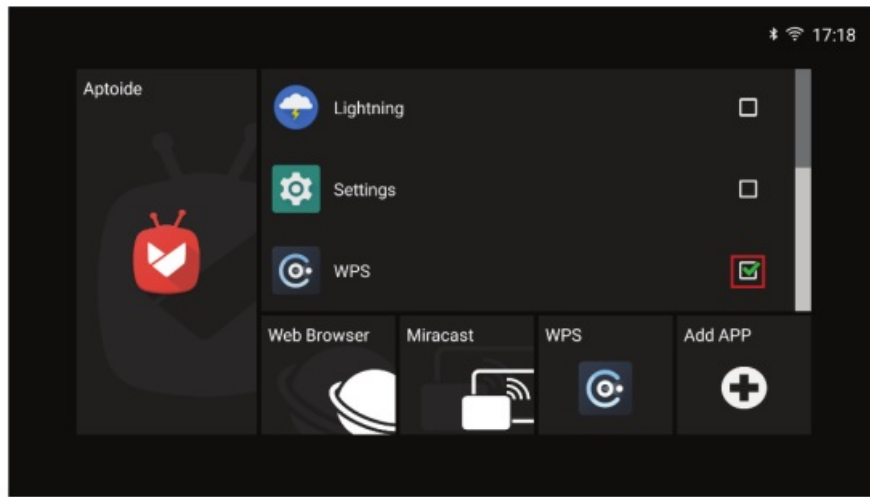 17:18
Aptoide
Lightning
Settings
WPS
Web Browser
Miracast
WPS
Add APP